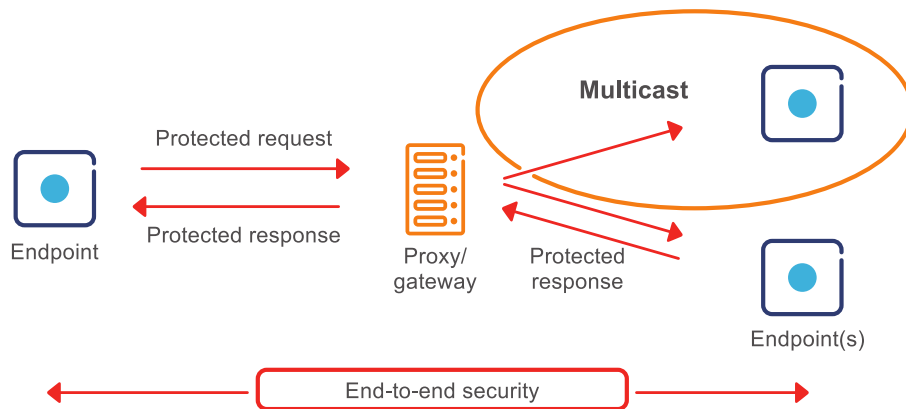 Multicast
Protected request
Protected response
Endpoint
Proxy/
gateway
Protected
response
Endpoint(s)
End-to-end security